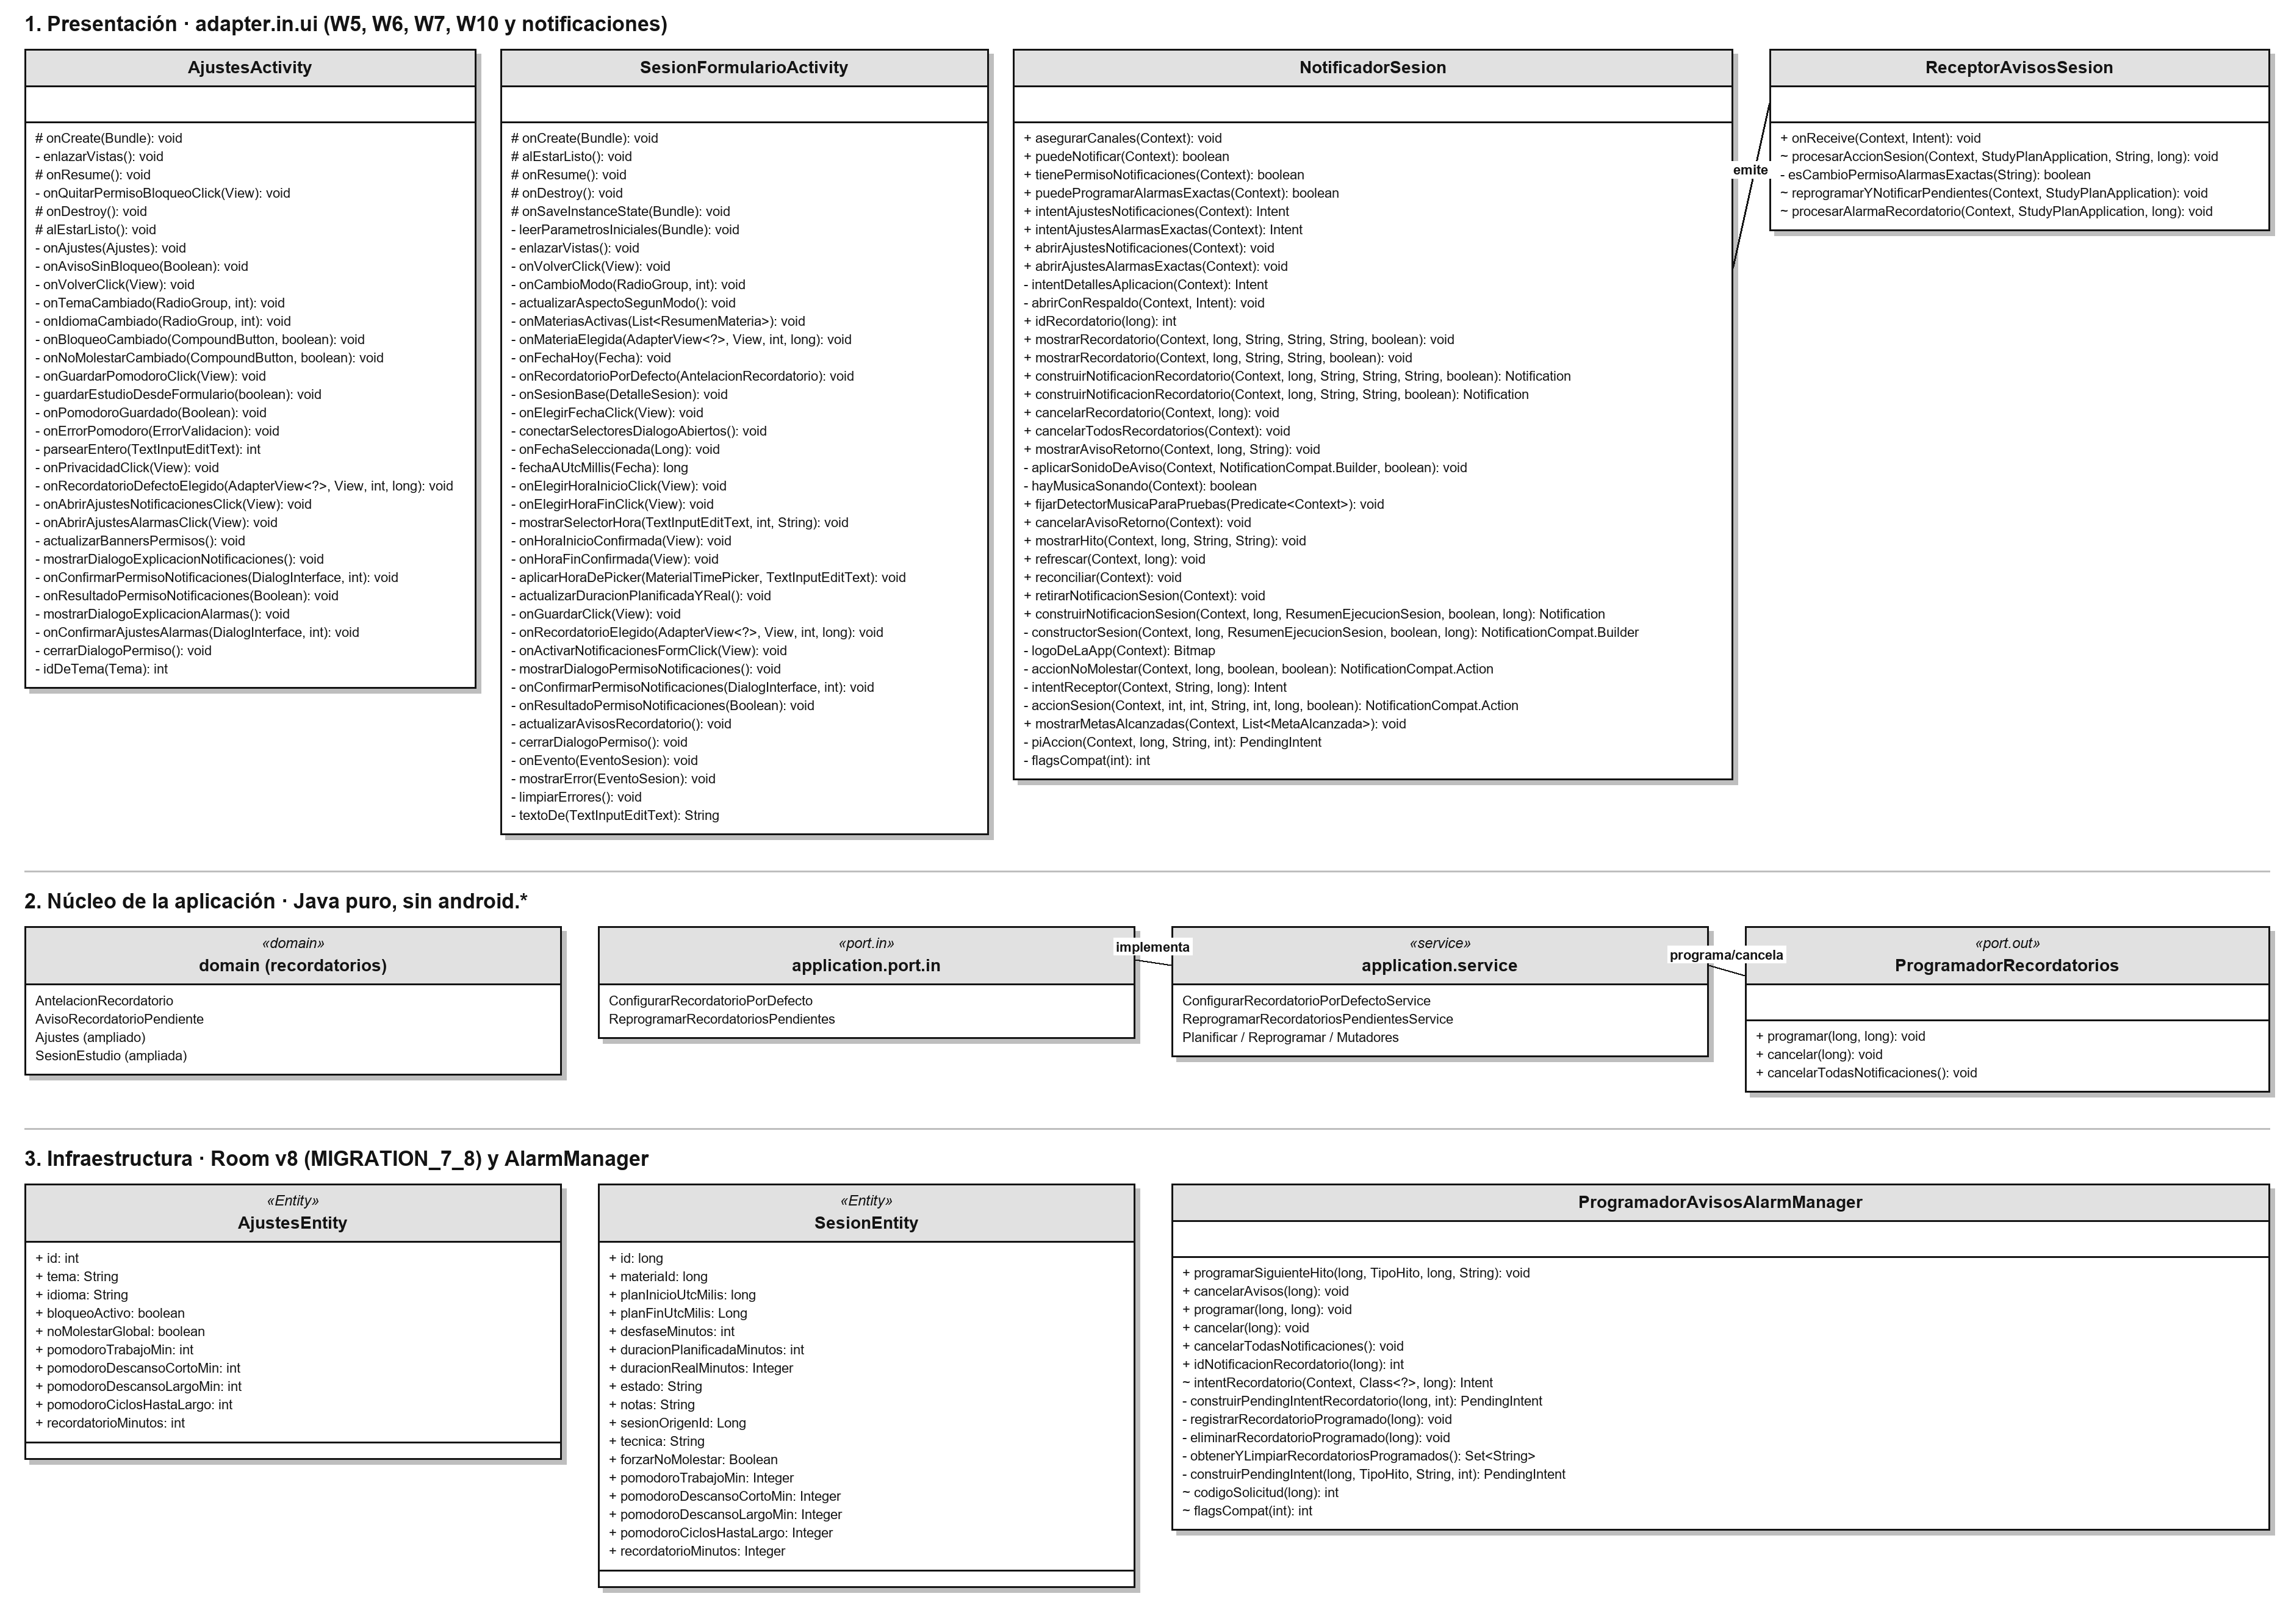 1. Presentación · adapter.in.ui (W5, W6, W7, W10 y notificaciones)
AjustesActivity
# onCreate(Bundle): void
- enlazarVistas(): void
# onResume(): void
- onQuitarPermisoBloqueoClick(View): void
# onDestroy(): void
# alEstarListo(): void
- onAjustes(Ajustes): void
- onAvisoSinBloqueo(Boolean): void
- onVolverClick(View): void
- onTemaCambiado(RadioGroup, int): void
- onIdiomaCambiado(RadioGroup, int): void
- onBloqueoCambiado(CompoundButton, boolean): void
- onNoMolestarCambiado(CompoundButton, boolean): void
- onGuardarPomodoroClick(View): void
- guardarEstudioDesdeFormulario(boolean): void
- onPomodoroGuardado(Boolean): void
- onErrorPomodoro(ErrorValidacion): void
- parsearEntero(TextInputEditText): int
- onPrivacidadClick(View): void
- onRecordatorioDefectoElegido(AdapterView<?>, View, int, long): void
- onAbrirAjustesNotificacionesClick(View): void
- onAbrirAjustesAlarmasClick(View): void
- actualizarBannersPermisos(): void
- mostrarDialogoExplicacionNotificaciones(): void
- onConfirmarPermisoNotificaciones(DialogInterface, int): void
- onResultadoPermisoNotificaciones(Boolean): void
- mostrarDialogoExplicacionAlarmas(): void
- onConfirmarAjustesAlarmas(DialogInterface, int): void
- cerrarDialogoPermiso(): void
- idDeTema(Tema): int
SesionFormularioActivity
# onCreate(Bundle): void
# alEstarListo(): void
# onResume(): void
# onDestroy(): void
# onSaveInstanceState(Bundle): void
- leerParametrosIniciales(Bundle): void
- enlazarVistas(): void
- onVolverClick(View): void
- onCambioModo(RadioGroup, int): void
- actualizarAspectoSegunModo(): void
- onMateriasActivas(List<ResumenMateria>): void
- onMateriaElegida(AdapterView<?>, View, int, long): void
- onFechaHoy(Fecha): void
- onRecordatorioPorDefecto(AntelacionRecordatorio): void
- onSesionBase(DetalleSesion): void
- onElegirFechaClick(View): void
- conectarSelectoresDialogoAbiertos(): void
- onFechaSeleccionada(Long): void
- fechaAUtcMillis(Fecha): long
- onElegirHoraInicioClick(View): void
- onElegirHoraFinClick(View): void
- mostrarSelectorHora(TextInputEditText, int, String): void
- onHoraInicioConfirmada(View): void
- onHoraFinConfirmada(View): void
- aplicarHoraDePicker(MaterialTimePicker, TextInputEditText): void
- actualizarDuracionPlanificadaYReal(): void
- onGuardarClick(View): void
- onRecordatorioElegido(AdapterView<?>, View, int, long): void
- onActivarNotificacionesFormClick(View): void
- mostrarDialogoPermisoNotificaciones(): void
- onConfirmarPermisoNotificaciones(DialogInterface, int): void
- onResultadoPermisoNotificaciones(Boolean): void
- actualizarAvisosRecordatorio(): void
- cerrarDialogoPermiso(): void
- onEvento(EventoSesion): void
- mostrarError(EventoSesion): void
- limpiarErrores(): void
- textoDe(TextInputEditText): String
NotificadorSesion
+ asegurarCanales(Context): void
+ puedeNotificar(Context): boolean
+ tienePermisoNotificaciones(Context): boolean
+ puedeProgramarAlarmasExactas(Context): boolean
+ intentAjustesNotificaciones(Context): Intent
+ intentAjustesAlarmasExactas(Context): Intent
+ abrirAjustesNotificaciones(Context): void
+ abrirAjustesAlarmasExactas(Context): void
- intentDetallesAplicacion(Context): Intent
- abrirConRespaldo(Context, Intent): void
+ idRecordatorio(long): int
+ mostrarRecordatorio(Context, long, String, String, String, boolean): void
+ mostrarRecordatorio(Context, long, String, String, boolean): void
+ construirNotificacionRecordatorio(Context, long, String, String, String, boolean): Notification
+ construirNotificacionRecordatorio(Context, long, String, String, boolean): Notification
+ cancelarRecordatorio(Context, long): void
+ cancelarTodosRecordatorios(Context): void
+ mostrarAvisoRetorno(Context, long, String): void
- aplicarSonidoDeAviso(Context, NotificationCompat.Builder, boolean): void
- hayMusicaSonando(Context): boolean
+ fijarDetectorMusicaParaPruebas(Predicate<Context>): void
+ cancelarAvisoRetorno(Context): void
+ mostrarHito(Context, long, String, String): void
+ refrescar(Context, long): void
+ reconciliar(Context): void
+ retirarNotificacionSesion(Context): void
+ construirNotificacionSesion(Context, long, ResumenEjecucionSesion, boolean, long): Notification
- constructorSesion(Context, long, ResumenEjecucionSesion, boolean, long): NotificationCompat.Builder
- logoDeLaApp(Context): Bitmap
- accionNoMolestar(Context, long, boolean, boolean): NotificationCompat.Action
- intentReceptor(Context, String, long): Intent
- accionSesion(Context, int, int, String, int, long, boolean): NotificationCompat.Action
+ mostrarMetasAlcanzadas(Context, List<MetaAlcanzada>): void
- piAccion(Context, long, String, int): PendingIntent
- flagsCompat(int): int
emite
ReceptorAvisosSesion
+ onReceive(Context, Intent): void
~ procesarAccionSesion(Context, StudyPlanApplication, String, long): void
- esCambioPermisoAlarmasExactas(String): boolean
~ reprogramarYNotificarPendientes(Context, StudyPlanApplication): void
~ procesarAlarmaRecordatorio(Context, StudyPlanApplication, long): void
2. Núcleo de la aplicación · Java puro, sin android.*
«domain»
domain (recordatorios)
AntelacionRecordatorio
AvisoRecordatorioPendiente
Ajustes (ampliado)
SesionEstudio (ampliada)
«port.in»
application.port.in
ConfigurarRecordatorioPorDefecto
ReprogramarRecordatoriosPendientes
implementa
«service»
application.service
ConfigurarRecordatorioPorDefectoService
ReprogramarRecordatoriosPendientesService
Planificar / Reprogramar / Mutadores
programa/cancela
«port.out»
ProgramadorRecordatorios
+ programar(long, long): void
+ cancelar(long): void
+ cancelarTodasNotificaciones(): void
3. Infraestructura · Room v8 (MIGRATION_7_8) y AlarmManager
«Entity»
AjustesEntity
+ id: int
+ tema: String
+ idioma: String
+ bloqueoActivo: boolean
+ noMolestarGlobal: boolean
+ pomodoroTrabajoMin: int
+ pomodoroDescansoCortoMin: int
+ pomodoroDescansoLargoMin: int
+ pomodoroCiclosHastaLargo: int
+ recordatorioMinutos: int
«Entity»
SesionEntity
+ id: long
+ materiaId: long
+ planInicioUtcMilis: long
+ planFinUtcMilis: Long
+ desfaseMinutos: int
+ duracionPlanificadaMinutos: int
+ duracionRealMinutos: Integer
+ estado: String
+ notas: String
+ sesionOrigenId: Long
+ tecnica: String
+ forzarNoMolestar: Boolean
+ pomodoroTrabajoMin: Integer
+ pomodoroDescansoCortoMin: Integer
+ pomodoroDescansoLargoMin: Integer
+ pomodoroCiclosHastaLargo: Integer
+ recordatorioMinutos: Integer
ProgramadorAvisosAlarmManager
+ programarSiguienteHito(long, TipoHito, long, String): void
+ cancelarAvisos(long): void
+ programar(long, long): void
+ cancelar(long): void
+ cancelarTodasNotificaciones(): void
+ idNotificacionRecordatorio(long): int
~ intentRecordatorio(Context, Class<?>, long): Intent
- construirPendingIntentRecordatorio(long, int): PendingIntent
- registrarRecordatorioProgramado(long): void
- eliminarRecordatorioProgramado(long): void
- obtenerYLimpiarRecordatoriosProgramados(): Set<String>
- construirPendingIntent(long, TipoHito, String, int): PendingIntent
~ codigoSolicitud(long): int
~ flagsCompat(int): int